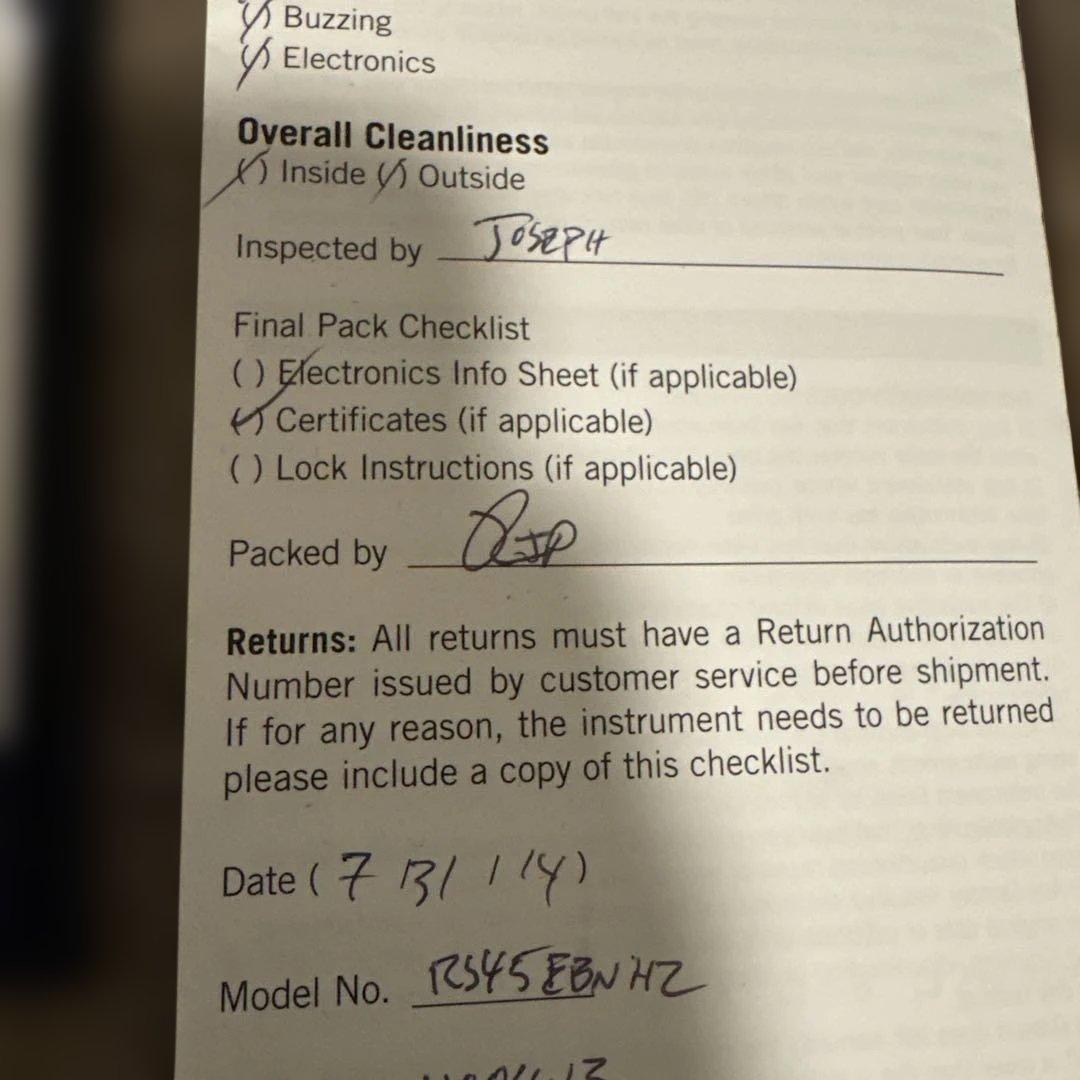 (/) Buzzing
(/) Electronics
Overall Cleanliness
(/) Inside (/) Outside
Inspected by JOSEPH
Final Pack Checklist
( ) Electronics Info Sheet (if applicable)
(✓) Certificates (if applicable)
( ) Lock Instructions (if applicable)
Packed by
Returns: All returns must have a Return Authorization
Number issued by customer service before shipment.
If for any reason, the instrument needs to be returned
please include a copy of this checklist.
Date ( 7 /31 / 14 )
Model No. RS45EBNHZ